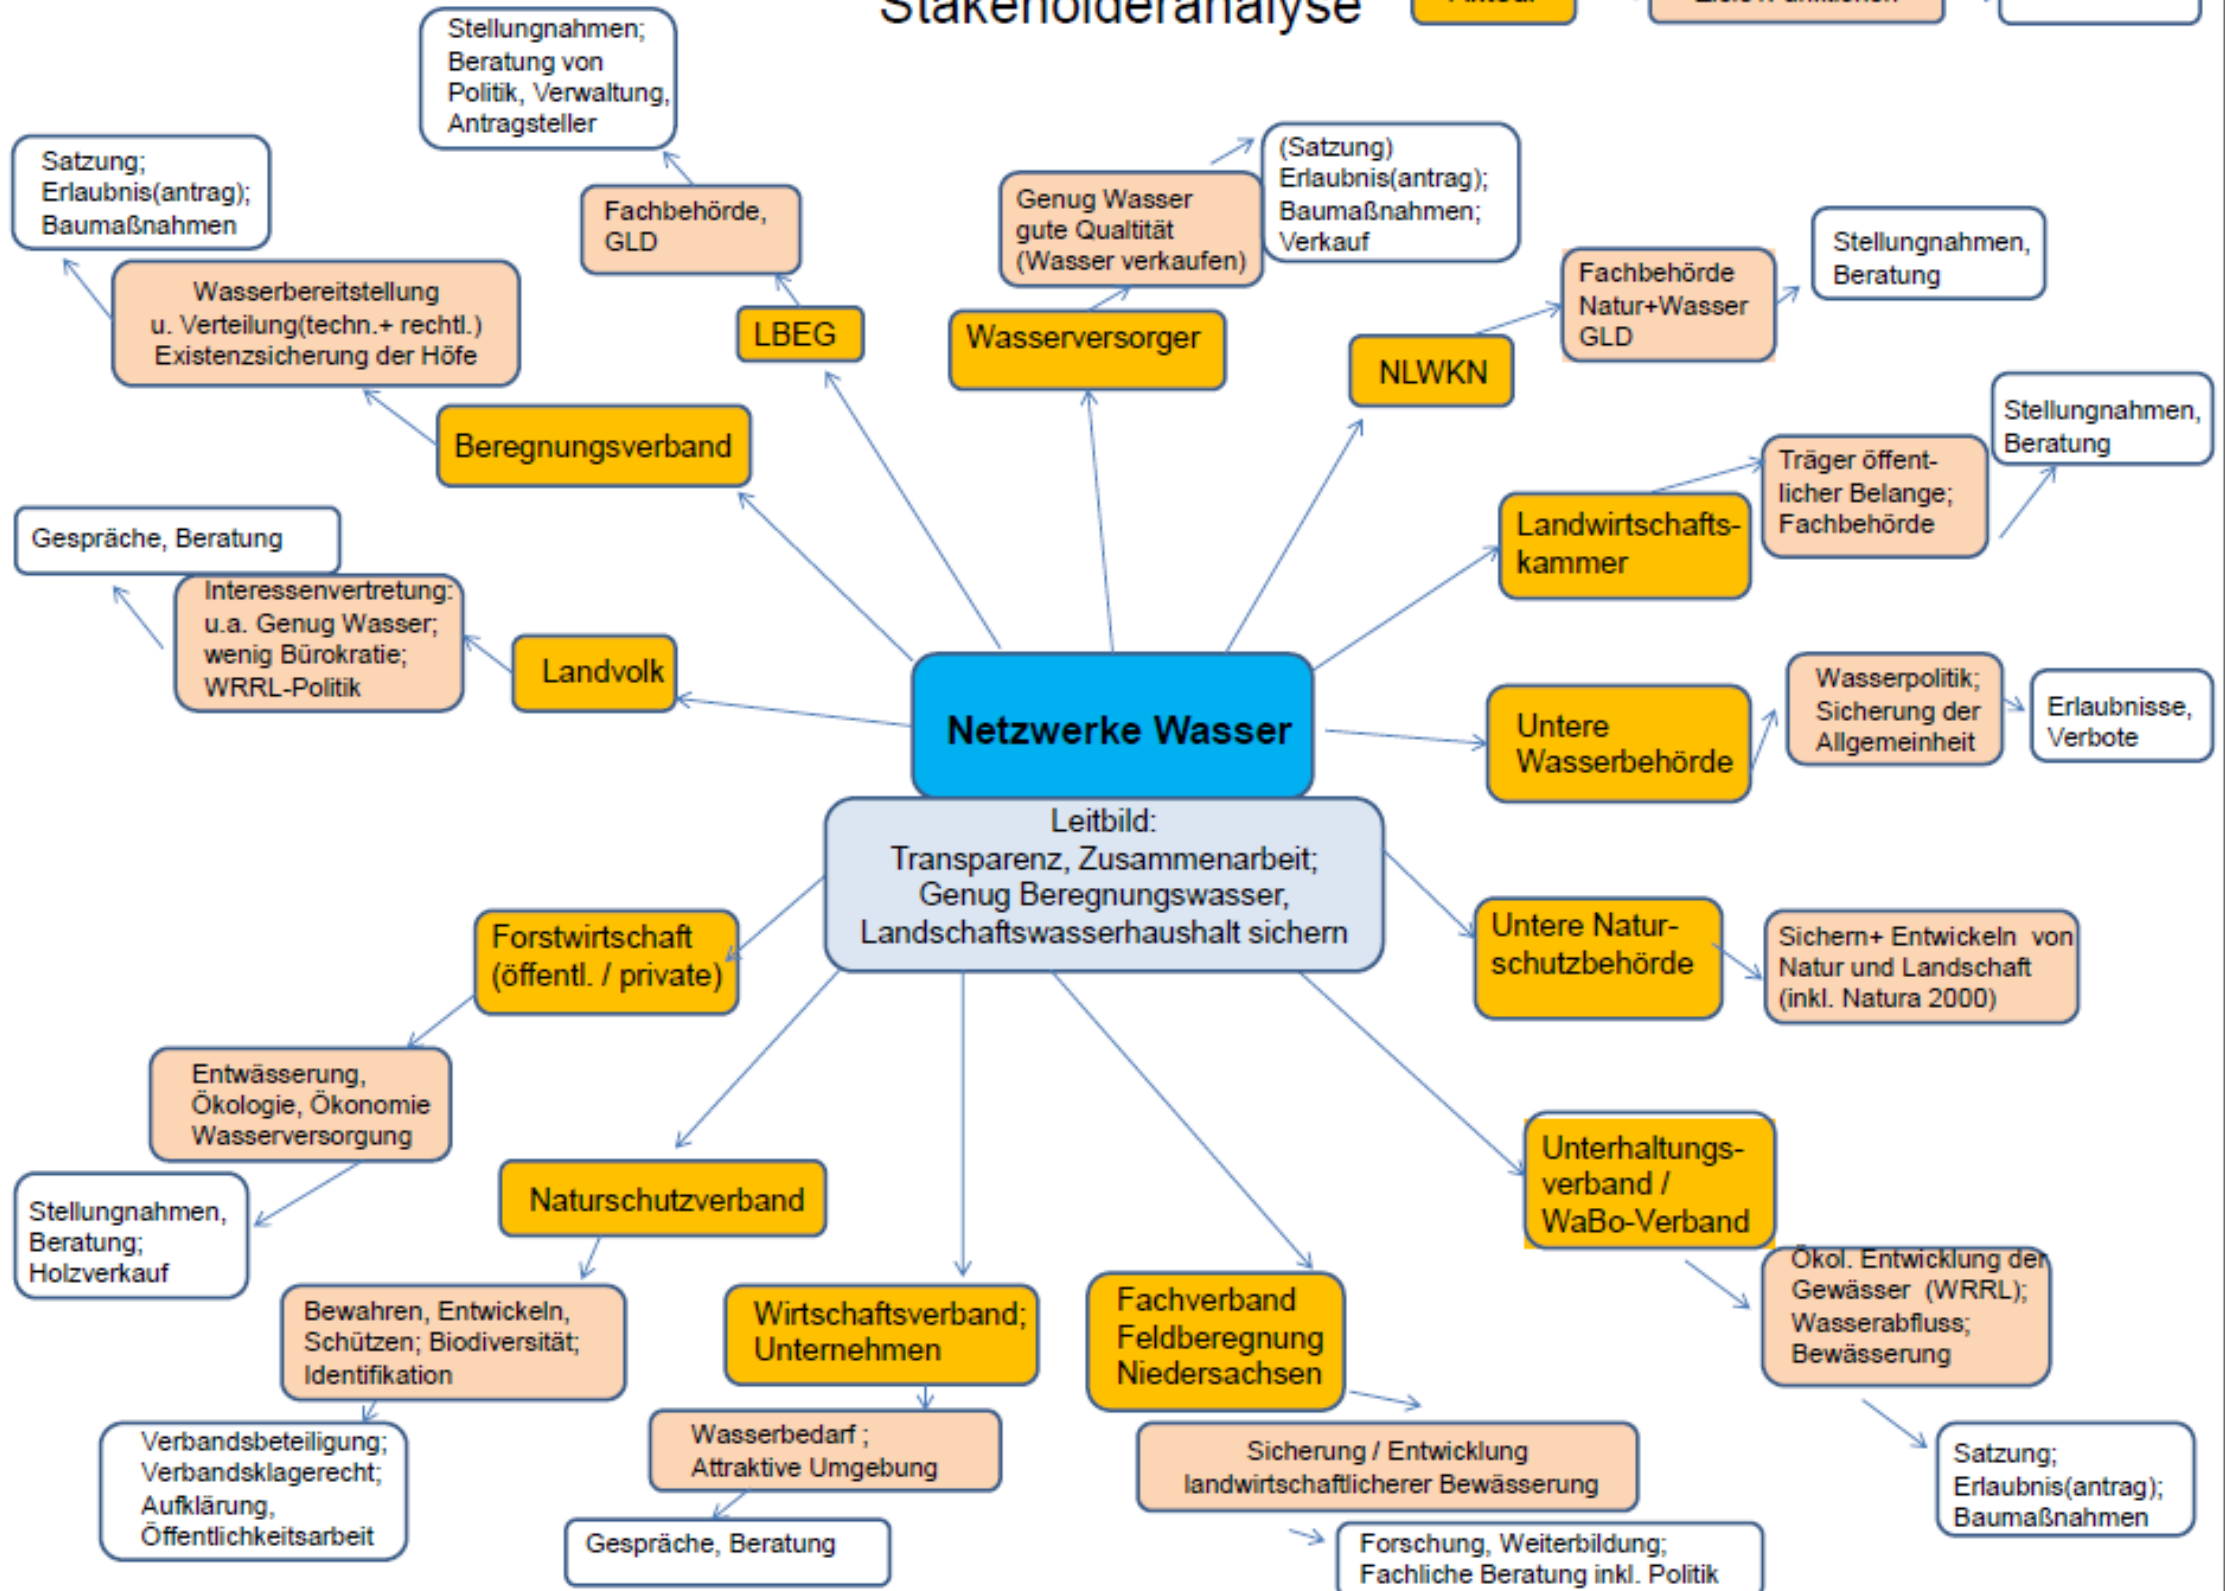 Stakeholderanalyse
Stellungnahmen;
Beratung von
Politik, Verwaltung,
Antragsteller
Satzung;
Erlaubnis(antrag);
Baumaßnahmen
Fachbehörde,
GLD
Genug Wasser
gute Qualtität
(Wasser verkaufen)
(Satzung)
Erlaubnis(antrag);
Baumaßnahmen;
Verkauf
Stellungnahmen,
Beratung
Fachbehörde
Natur+Wasser
GLD
Wasserbereitstellung
u. Verteilung(techn.+ rechtl.)
Existenzsicherung der Höfe
LBEG
Wasserversorger
NLWKN
Beregnungsverband
Stellungnahmen,
Beratung
Träger öffent-
licher Belange;
Fachbehörde
Landwirtschafts-
kammer
Gespräche, Beratung
Interessenvertretung:
u.a. Genug Wasser;
wenig Bürokratie;
WRRL-Politik
Landvolk
Netzwerke Wasser
Untere
Wasserbehörde
Wasserpolitik;
Sicherung der
Allgemeinheit
Erlaubnisse,
Verbote
Leitbild:
Transparenz, Zusammenarbeit;
Genug Beregnungswasser,
Landschaftswasserhaushalt sichern
Forstwirtschaft
(öffentl. / private)
Untere Natur-
schutzbehörde
Sichern+ Entwickeln von
Natur und Landschaft
(inkl. Natura 2000)
Entwässerung,
Ökologie, Ökonomie
Wasserversorgung
Stellungnahmen,
Beratung;
Holzverkauf
Naturschutzverband
Unterhaltungs-
verband /
WaBo-Verband
Ökol. Entwicklung der
Gewässer (WRRL);
Wasserabfluss;
Bewässerung
Bewahren, Entwickeln,
Schützen; Biodiversität;
Identifikation
Wirtschaftsverband;
Unternehmen
Fachverband
Feldberegnung
Niedersachsen
Verbandsbeteiligung;
Verbandsklagerecht;
Aufklärung,
Öffentlichkeitsarbeit
Wasserbedarf ;
Attraktive Umgebung
Sicherung / Entwicklung
landwirtschaftlicherer Bewässerung
Satzung;
Erlaubnis(antrag);
Baumaßnahmen
Gespräche, Beratung
Forschung, Weiterbildung;
Fachliche Beratung inkl. Politik